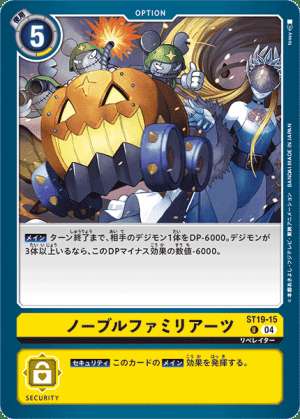 OPTION
使用
5
メイン ターン終了まで、相手のデジモン1体をDP-6000。デジモンが
3体以上いるなら、このDPマイナス効果の数値-6000。
ST19-15
ノーブルファミリアーツ
U 04
リベレイター
セキュリティ このカードの メイン 効果を発揮する。
SECURITY